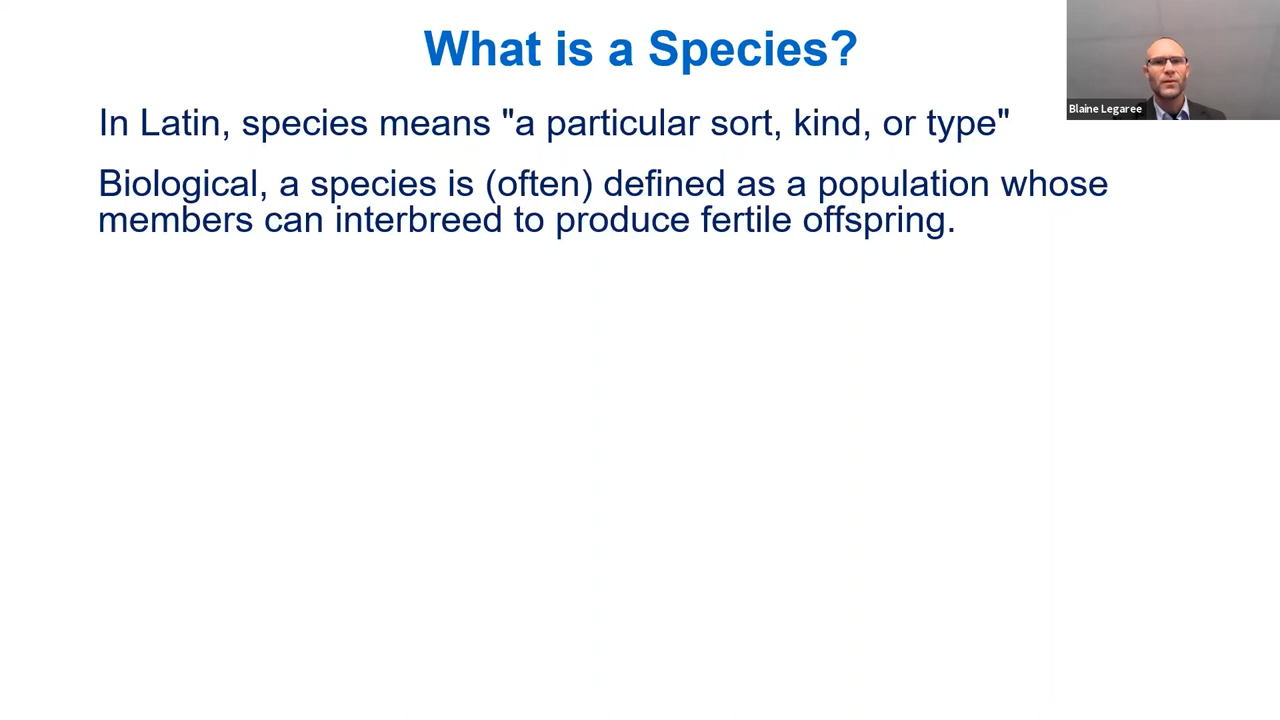 What is a Species?
Blaine Legaree
In Latin, species means "a particular sort, kind, or type"
Biological, a species is (often) defined as a population whose
members can interbreed to produce fertile offspring.